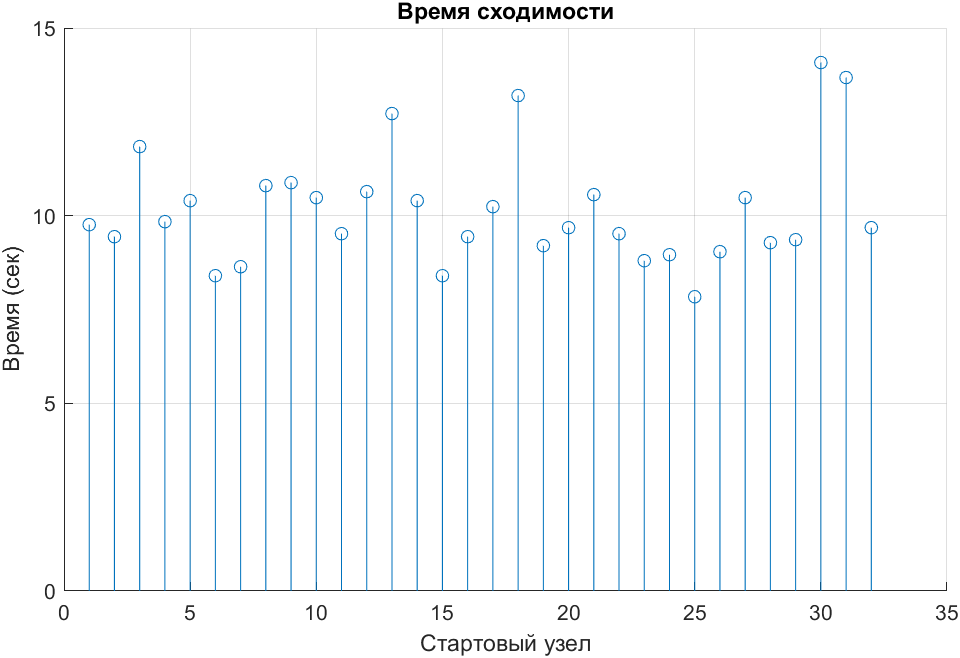 Время сходимости
Время (сек)
15
10
5
0
0 5 10 15 20 25 30 35
Стартовый узел